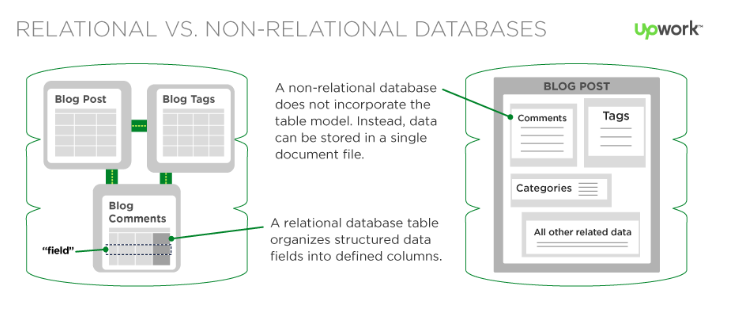 RELATIONAL VS. NON-RELATIONAL DATABASES
Upwork™
Blog Post
Blog Tags
Blog
Comments
"field"
A non-relational database
does not incorporate the
table model. Instead, data
can be stored in a single
document file.
A relational database table
organizes structured data
fields into defined columns.
BLOG POST
Comments
Tags
Categories
All other related data